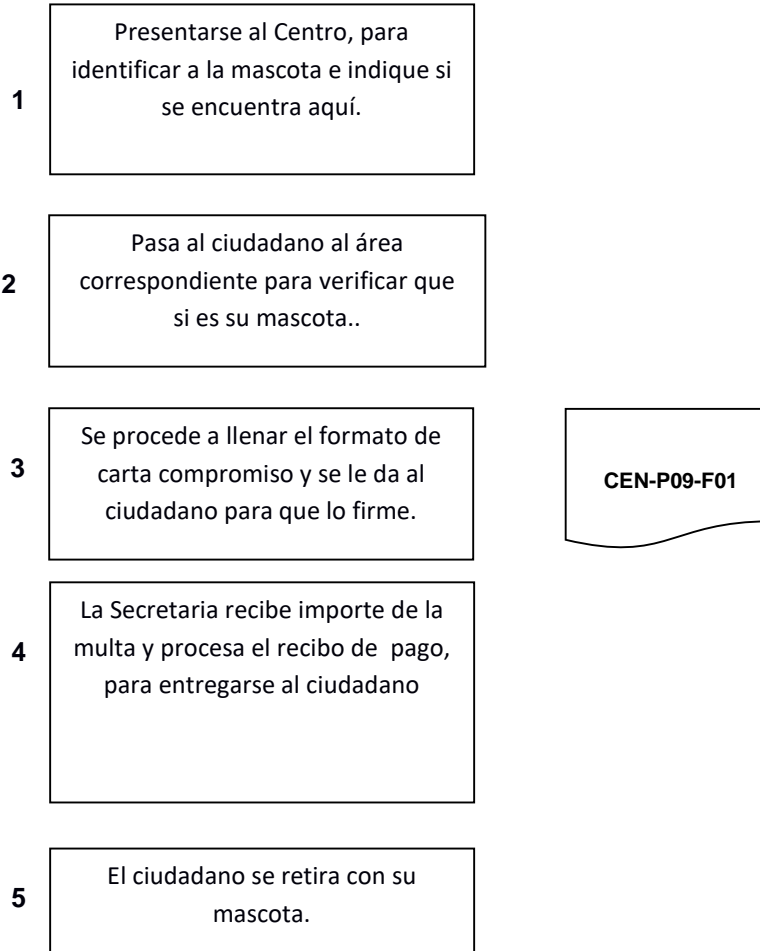 1
Presentarse al Centro, para
identificar a la mascota e indique si
se encuentra aquí.
2
Pasa al ciudadano al área
correspondiente para verificar que
si es su mascota..
3
Se procede a llenar el formato de
carta compromiso y se le da al
ciudadano para que lo firme.
CEN-P09-F01
4
La Secretaria recibe importe de la
multa y procesa el recibo de  pago,
para entregarse al ciudadano
5
El ciudadano se retira con su
mascota.